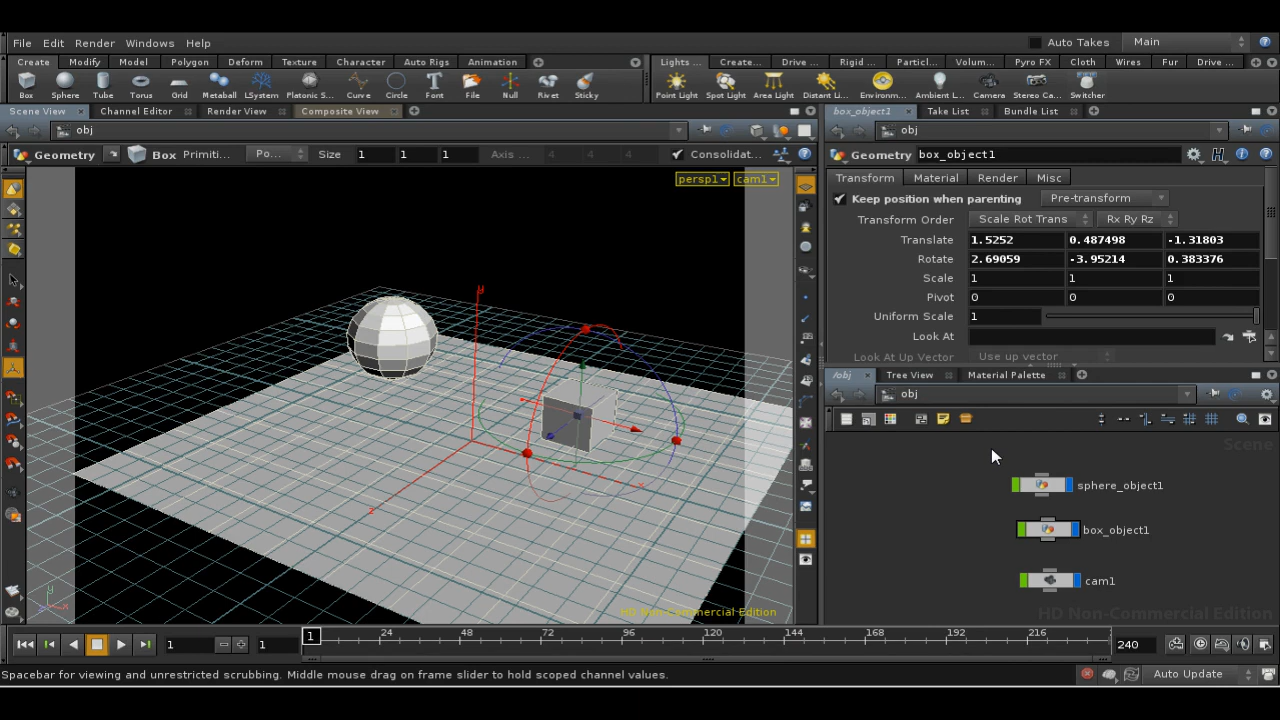 File Edit Render Windows Help Auto Takes Main
Create Modify Model Polygon Deform Texture Character Auto Rigs Animation Lights ... Create... Drive ... Rigid ... Particl... Volum... Pyro FX Cloth Wires Fur Drive ...
Box Sphere Tube Torus Grid Metaball LSystem Platonic S... Curve Circle Font File Null Rivet Sticky Point Light Spot Light Area Light Distant Li... Environm... Ambient L... Camera Stereo Ca... Switcher
Scene View Channel Editor Render View Composite View box_object1 Take List Bundle List
obj obj
Geometry Box Primiti... Po... Size 1 1 1 Axis ... 4 4 4 Consolidat... Geometry box_object1
persp1 cam1 Transform Material Render Misc
Keep position when parenting Pre-transform
Transform Order Scale Rot Trans Rx Ry Rz
Translate 1.5252 0.487498 -1.31803
Rotate 2.69059 -3.95214 0.383376
Scale 1 1 1
Pivot 0 0 0
Uniform Scale 1
Look At
Look At Up Vector Use up vector
/obj Tree View Material Palette
obj
Scene
y
x
z
sphere_object1
box_object1
cam1
y
x
z
HD Non-Commercial Edition HD Non-Commercial Edition
1 1 1 24 48 72 96 120 144 168 192 216 240
Spacebar for viewing and unrestricted scrubbing. Middle mouse drag on frame slider to hold scoped channel values. Auto Update